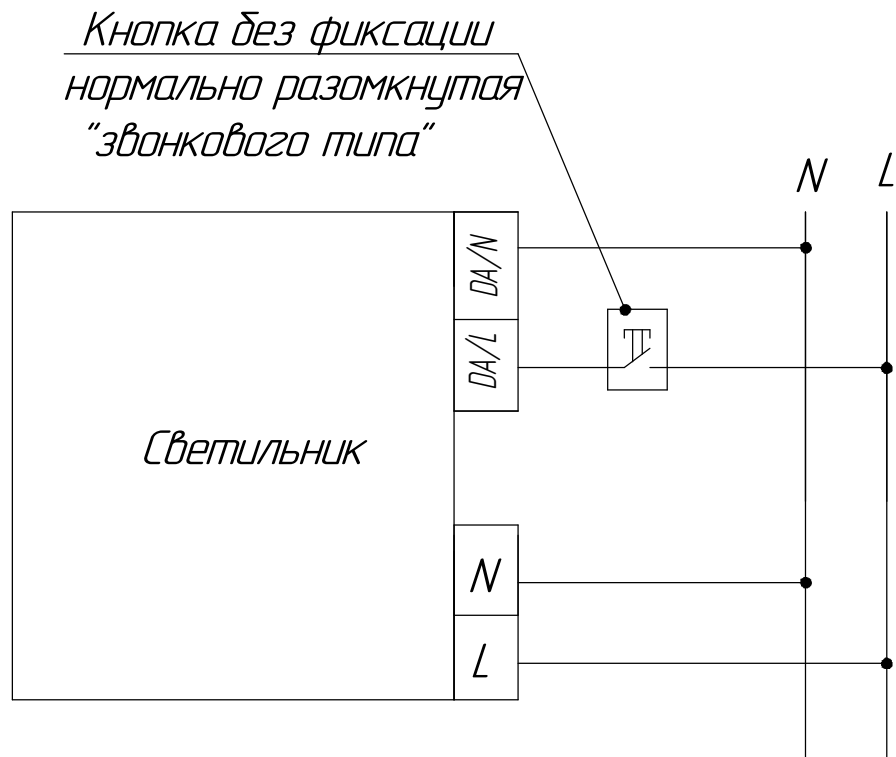 Кнопка без фиксации
нормально разомкнутая
"звонкового типа"
N L
DA/N
DA/L
Светильник
N
L